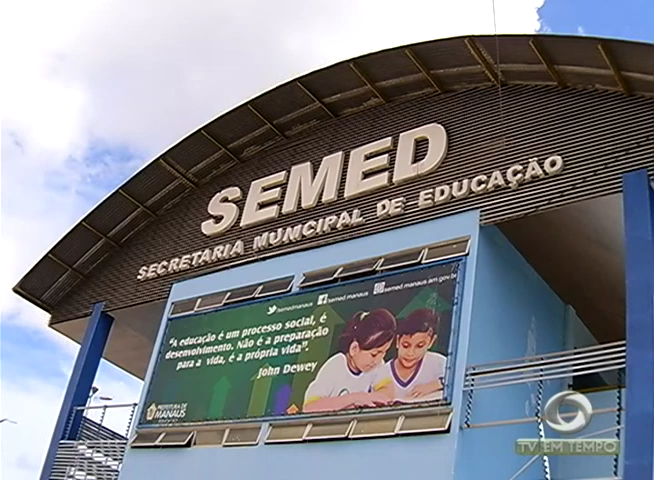 SEMED
SECRETARIA MUNICIPAL DE EDUCAÇÃO
semedmanaus semed.manaus semed.manaus.am.gov.br
"A educação é um processo social, é
desenvolvimento. Não é a preparação
para a vida, é a própria vida".
John Dewey
PREFEITURA DE
MANAUS
TV EM TEMPO